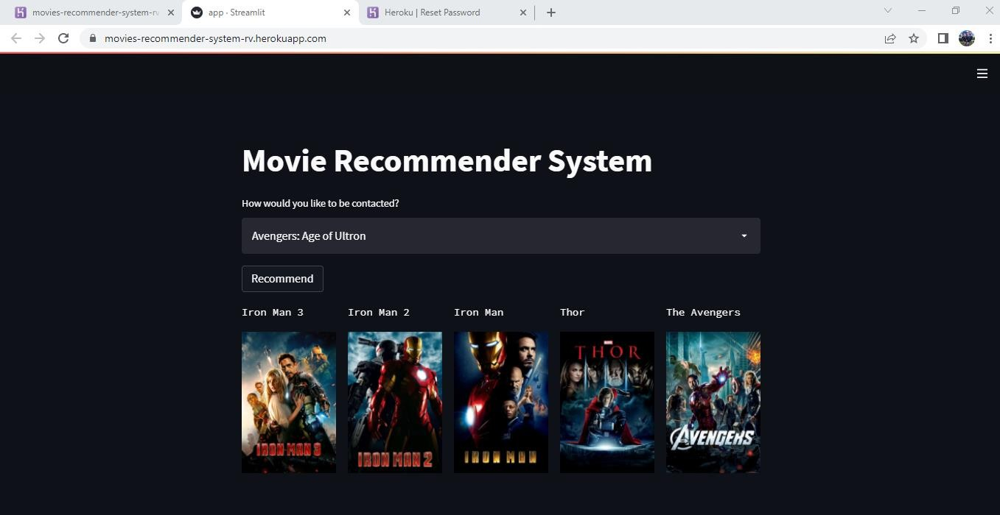 movies-recommender-system-rv
app · Streamlit
Heroku | Reset Password
movies-recommender-system-rv.herokuapp.com
Movie Recommender System
How would you like to be contacted?
Avengers: Age of Ultron
Recommend
Iron Man 3
Iron Man 2
Iron Man
Thor
The Avengers
IRON MAN 3
IRON MAN 2
IRON MAN
THOR
AVENGERS